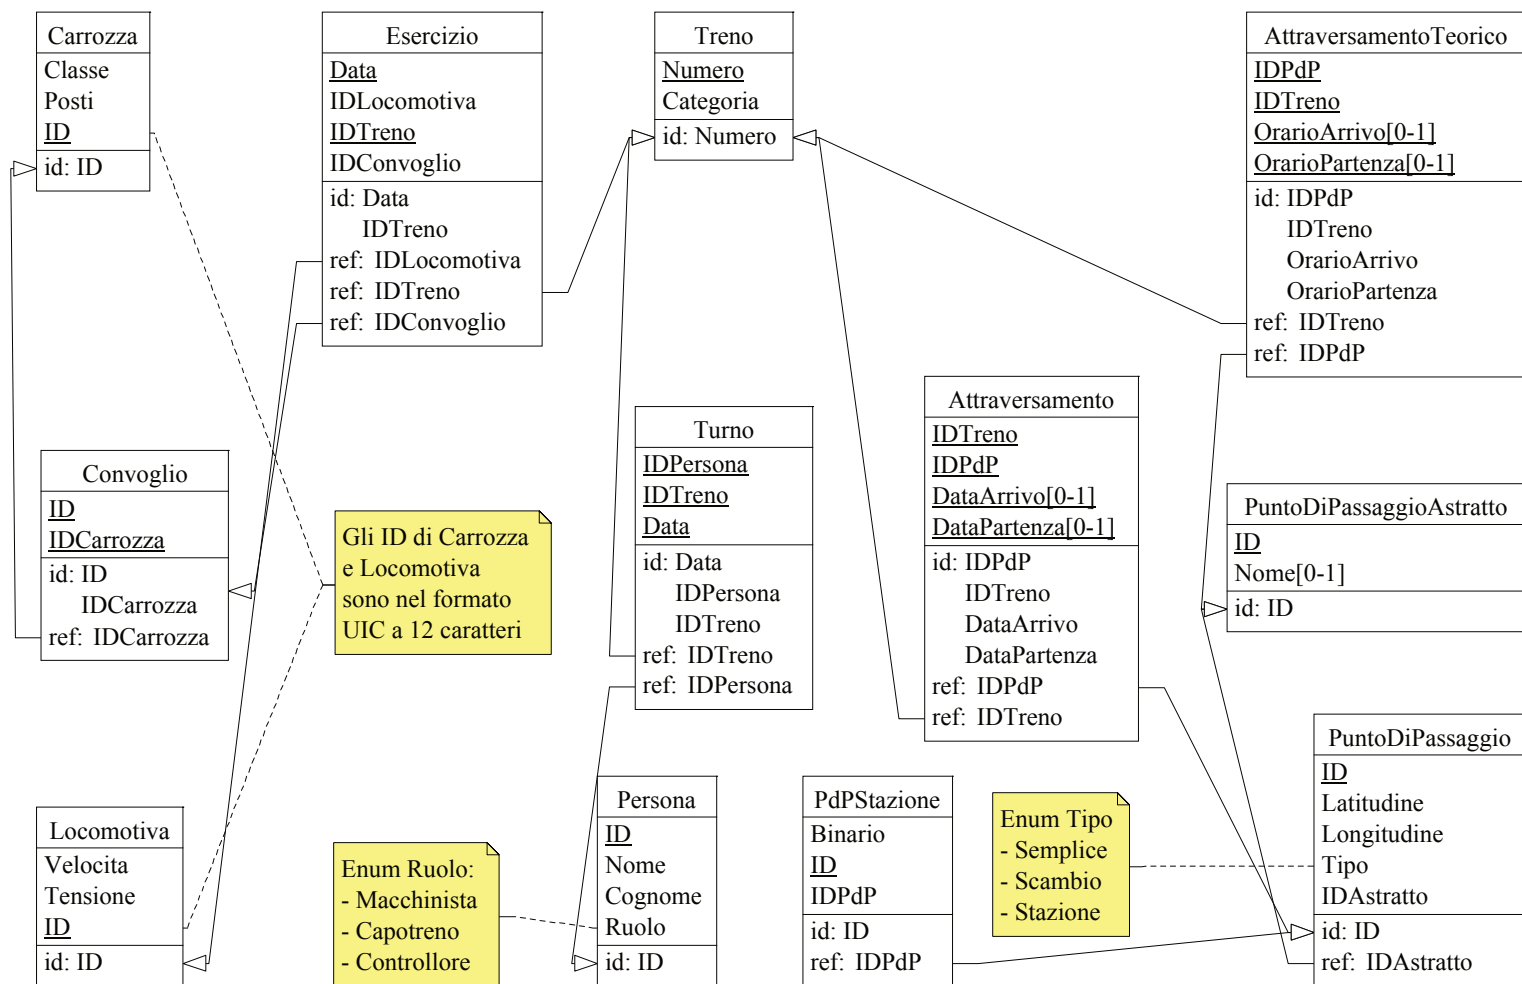 Carrozza
Classe
Posti
ID
id: ID
Esercizio
Data
IDLocomotiva
IDTreno
IDConvoglio
id: Data
IDTreno
ref: IDLocomotiva
ref: IDTreno
ref: IDConvoglio
Treno
Numero
Categoria
id: Numero
AttraversamentoTeorico
IDPdP
IDTreno
OrarioArrivo[0-1]
OrarioPartenza[0-1]
id: IDPdP
IDTreno
OrarioArrivo
OrarioPartenza
ref: IDTreno
ref: IDPdP
Convoglio
ID
IDCarrozza
id: ID
IDCarrozza
ref: IDCarrozza
Gli ID di Carrozza
e Locomotiva
sono nel formato
UIC a 12 caratteri
Turno
IDPersona
IDTreno
Data
id: Data
IDPersona
IDTreno
ref: IDTreno
ref: IDPersona
Attraversamento
IDTreno
IDPdP
DataArrivo[0-1]
DataPartenza[0-1]
id: IDPdP
IDTreno
DataArrivo
DataPartenza
ref: IDPdP
ref: IDTreno
PuntoDiPassaggioAstratto
ID
Nome[0-1]
id: ID
Locomotiva
Velocita
Tensione
ID
id: ID
Enum Ruolo:
- Macchinista
- Capotreno
- Controllore
Persona
ID
Nome
Cognome
Ruolo
id: ID
PdPStazione
Binario
ID
IDPdP
id: ID
ref: IDPdP
Enum Tipo
- Semplice
- Scambio
- Stazione
PuntoDiPassaggio
ID
Latitudine
Longitudine
Tipo
IDAstratto
id: ID
ref: IDAstratto